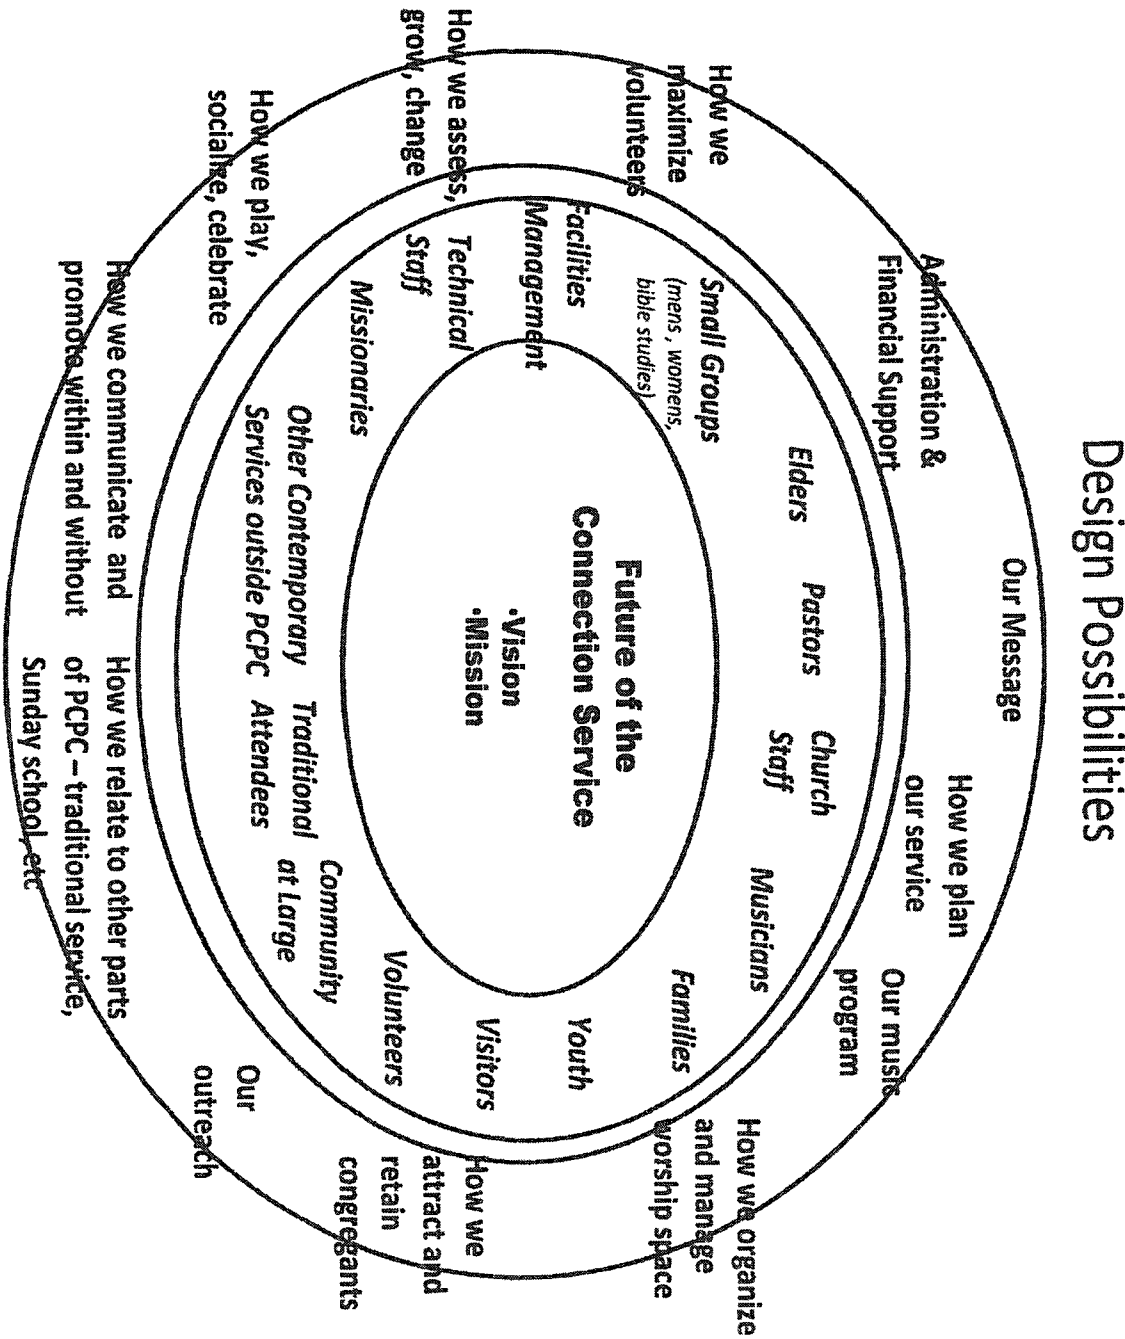 Design Possibilities
Our Message
Administration &
Financial Support
How we plan
our service
Our music
program
How we
maximize
volunteers
How we organize
and manage
worship space
Elders
Pastors
Church
Staff
Musicians
Small Groups
(mens , womens,
bible studies)
Families
Facilities
Management
Youth
Future of the
Connection Service
•Vision
•Mission
Technical
Staff
Visitors
How we assess,
grow, change
How we
attract and
retain
congregants
Missionaries
Volunteers
Other Contemporary
Services outside PCPC
Traditional
Attendees
Community
at Large
How we play,
socialize, celebrate
Our
outreach
How we communicate and
promote within and without
How we relate to other parts
of PCPC – traditional service,
Sunday school, etc